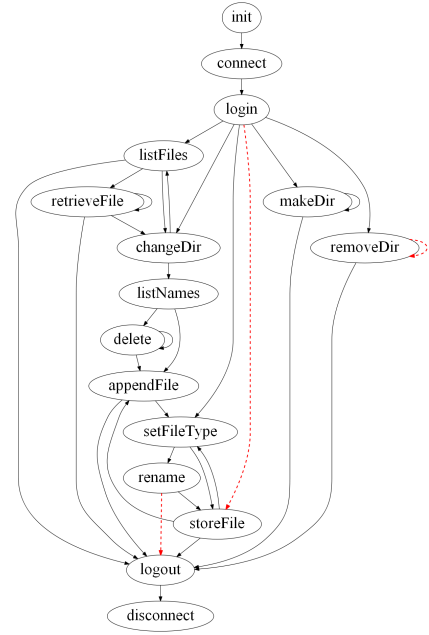 init
connect
login
listFiles
retrieveFile
makeDir
changeDir
removeDir
listNames
delete
appendFile
setFileType
rename
storeFile
logout
disconnect